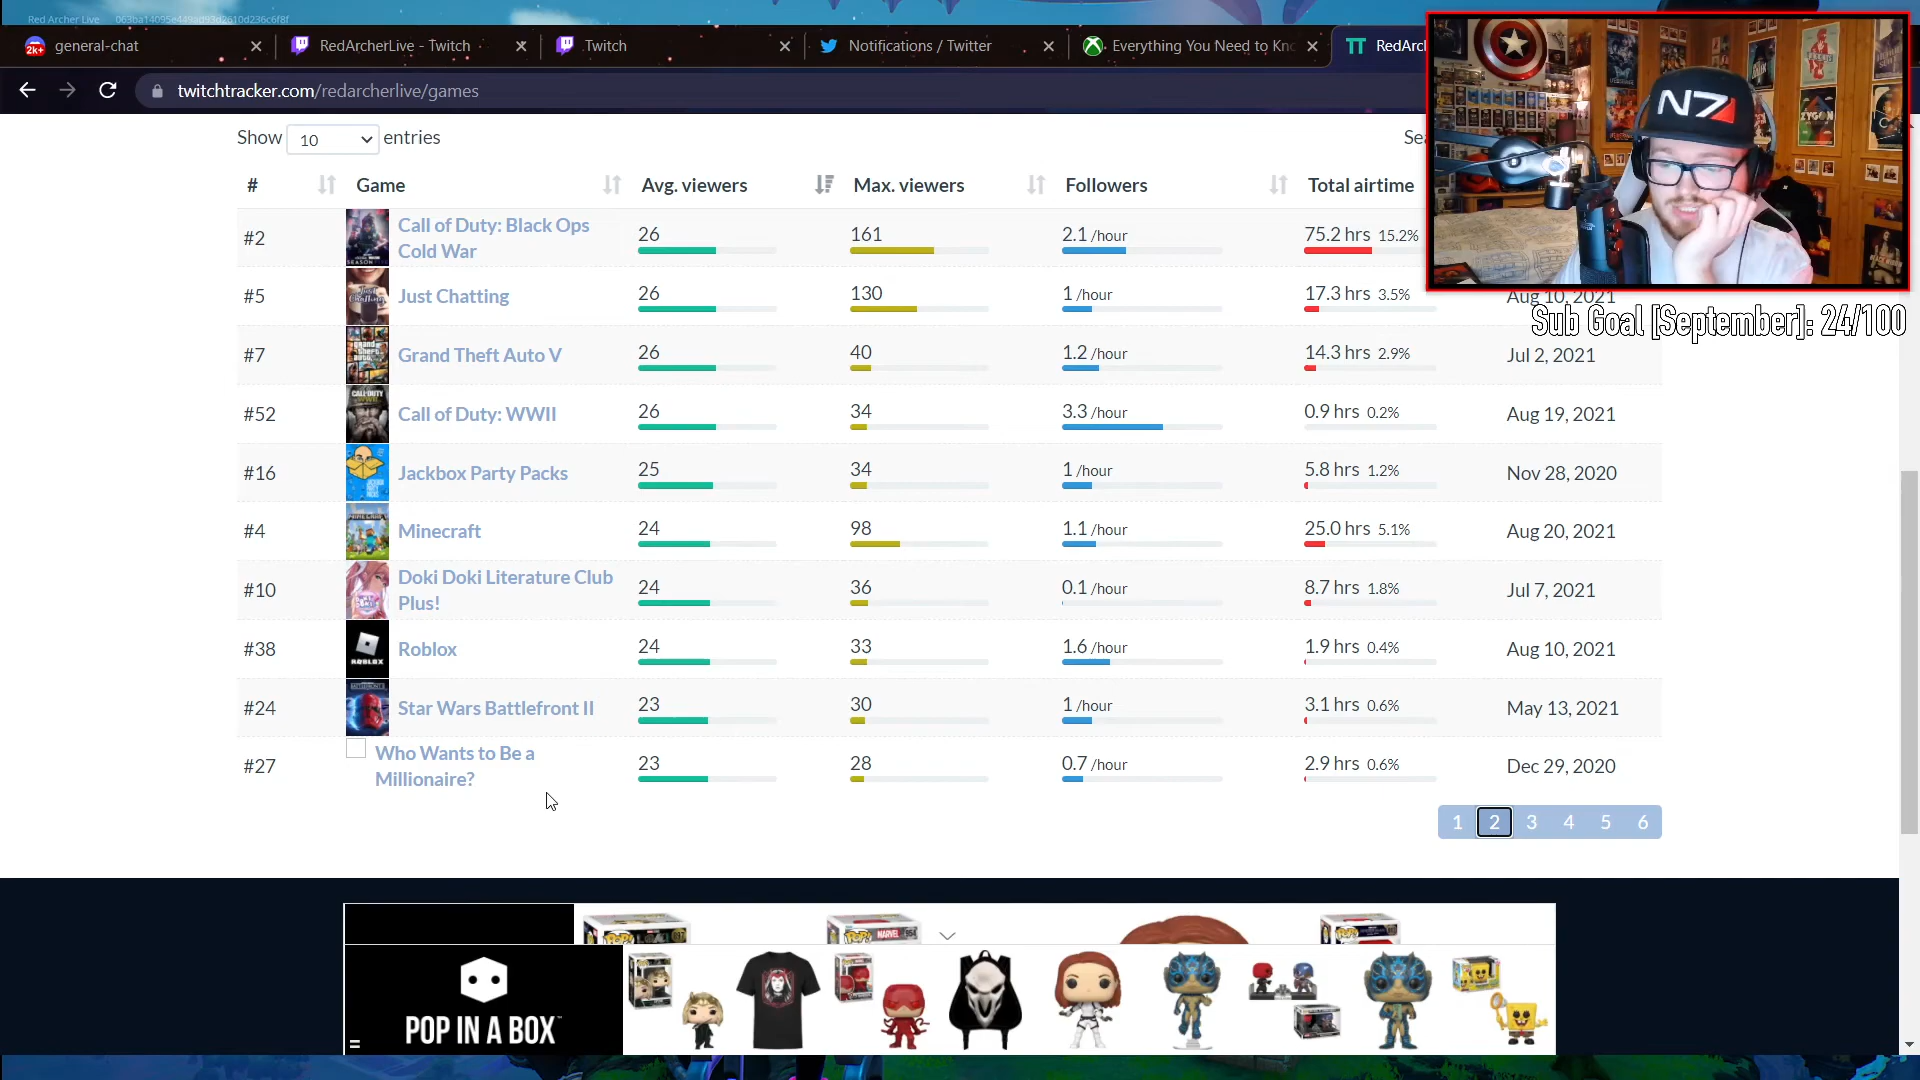 Red Archer Live 063ba14095e449ad93d2610d236c6f8f
general-chat
RedArcherLive - Twitch
Twitch
Notifications / Twitter
Everything You Need to Kn
RedArc
twitchtracker.com/redarcherlive/games
N7
Show 10 entries
Sea
# Game Avg. viewers Max. viewers Followers Total airtime
#2 Call of Duty: Black Ops Cold War 26 161 2.1 /hour 75.2 hrs 15.2%
#5 Just Chatting 26 130 1 /hour 17.3 hrs 3.5% Aug 10, 2021
Sub Goal [September]: 24/100
#7 Grand Theft Auto V 26 40 1.2 /hour 14.3 hrs 2.9% Jul 2, 2021
#52 Call of Duty: WWII 26 34 3.3 /hour 0.9 hrs 0.2% Aug 19, 2021
#16 Jackbox Party Packs 25 34 1 /hour 5.8 hrs 1.2% Nov 28, 2020
#4 Minecraft 24 98 1.1 /hour 25.0 hrs 5.1% Aug 20, 2021
#10 Doki Doki Literature Club Plus! 24 36 0.1 /hour 8.7 hrs 1.8% Jul 7, 2021
#38 Roblox 24 33 1.6 /hour 1.9 hrs 0.4% Aug 10, 2021
#24 Star Wars Battlefront II 23 30 1 /hour 3.1 hrs 0.6% May 13, 2021
#27 Who Wants to Be a Millionaire? 23 28 0.7 /hour 2.9 hrs 0.6% Dec 29, 2020
1 2 3 4 5 6
POP IN A BOX